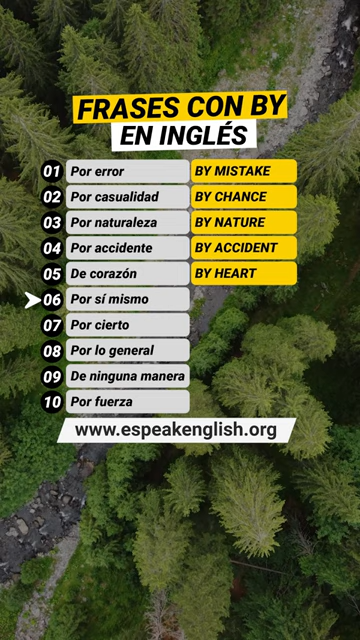 FRASES CON BY
EN INGLÉS
01 Por error BY MISTAKE
02 Por casualidad BY CHANCE
03 Por naturaleza BY NATURE
04 Por accidente BY ACCIDENT
05 De corazón BY HEART
06 Por sí mismo
07 Por cierto
08 Por lo general
09 De ninguna manera
10 Por fuerza
www.espeakenglish.org